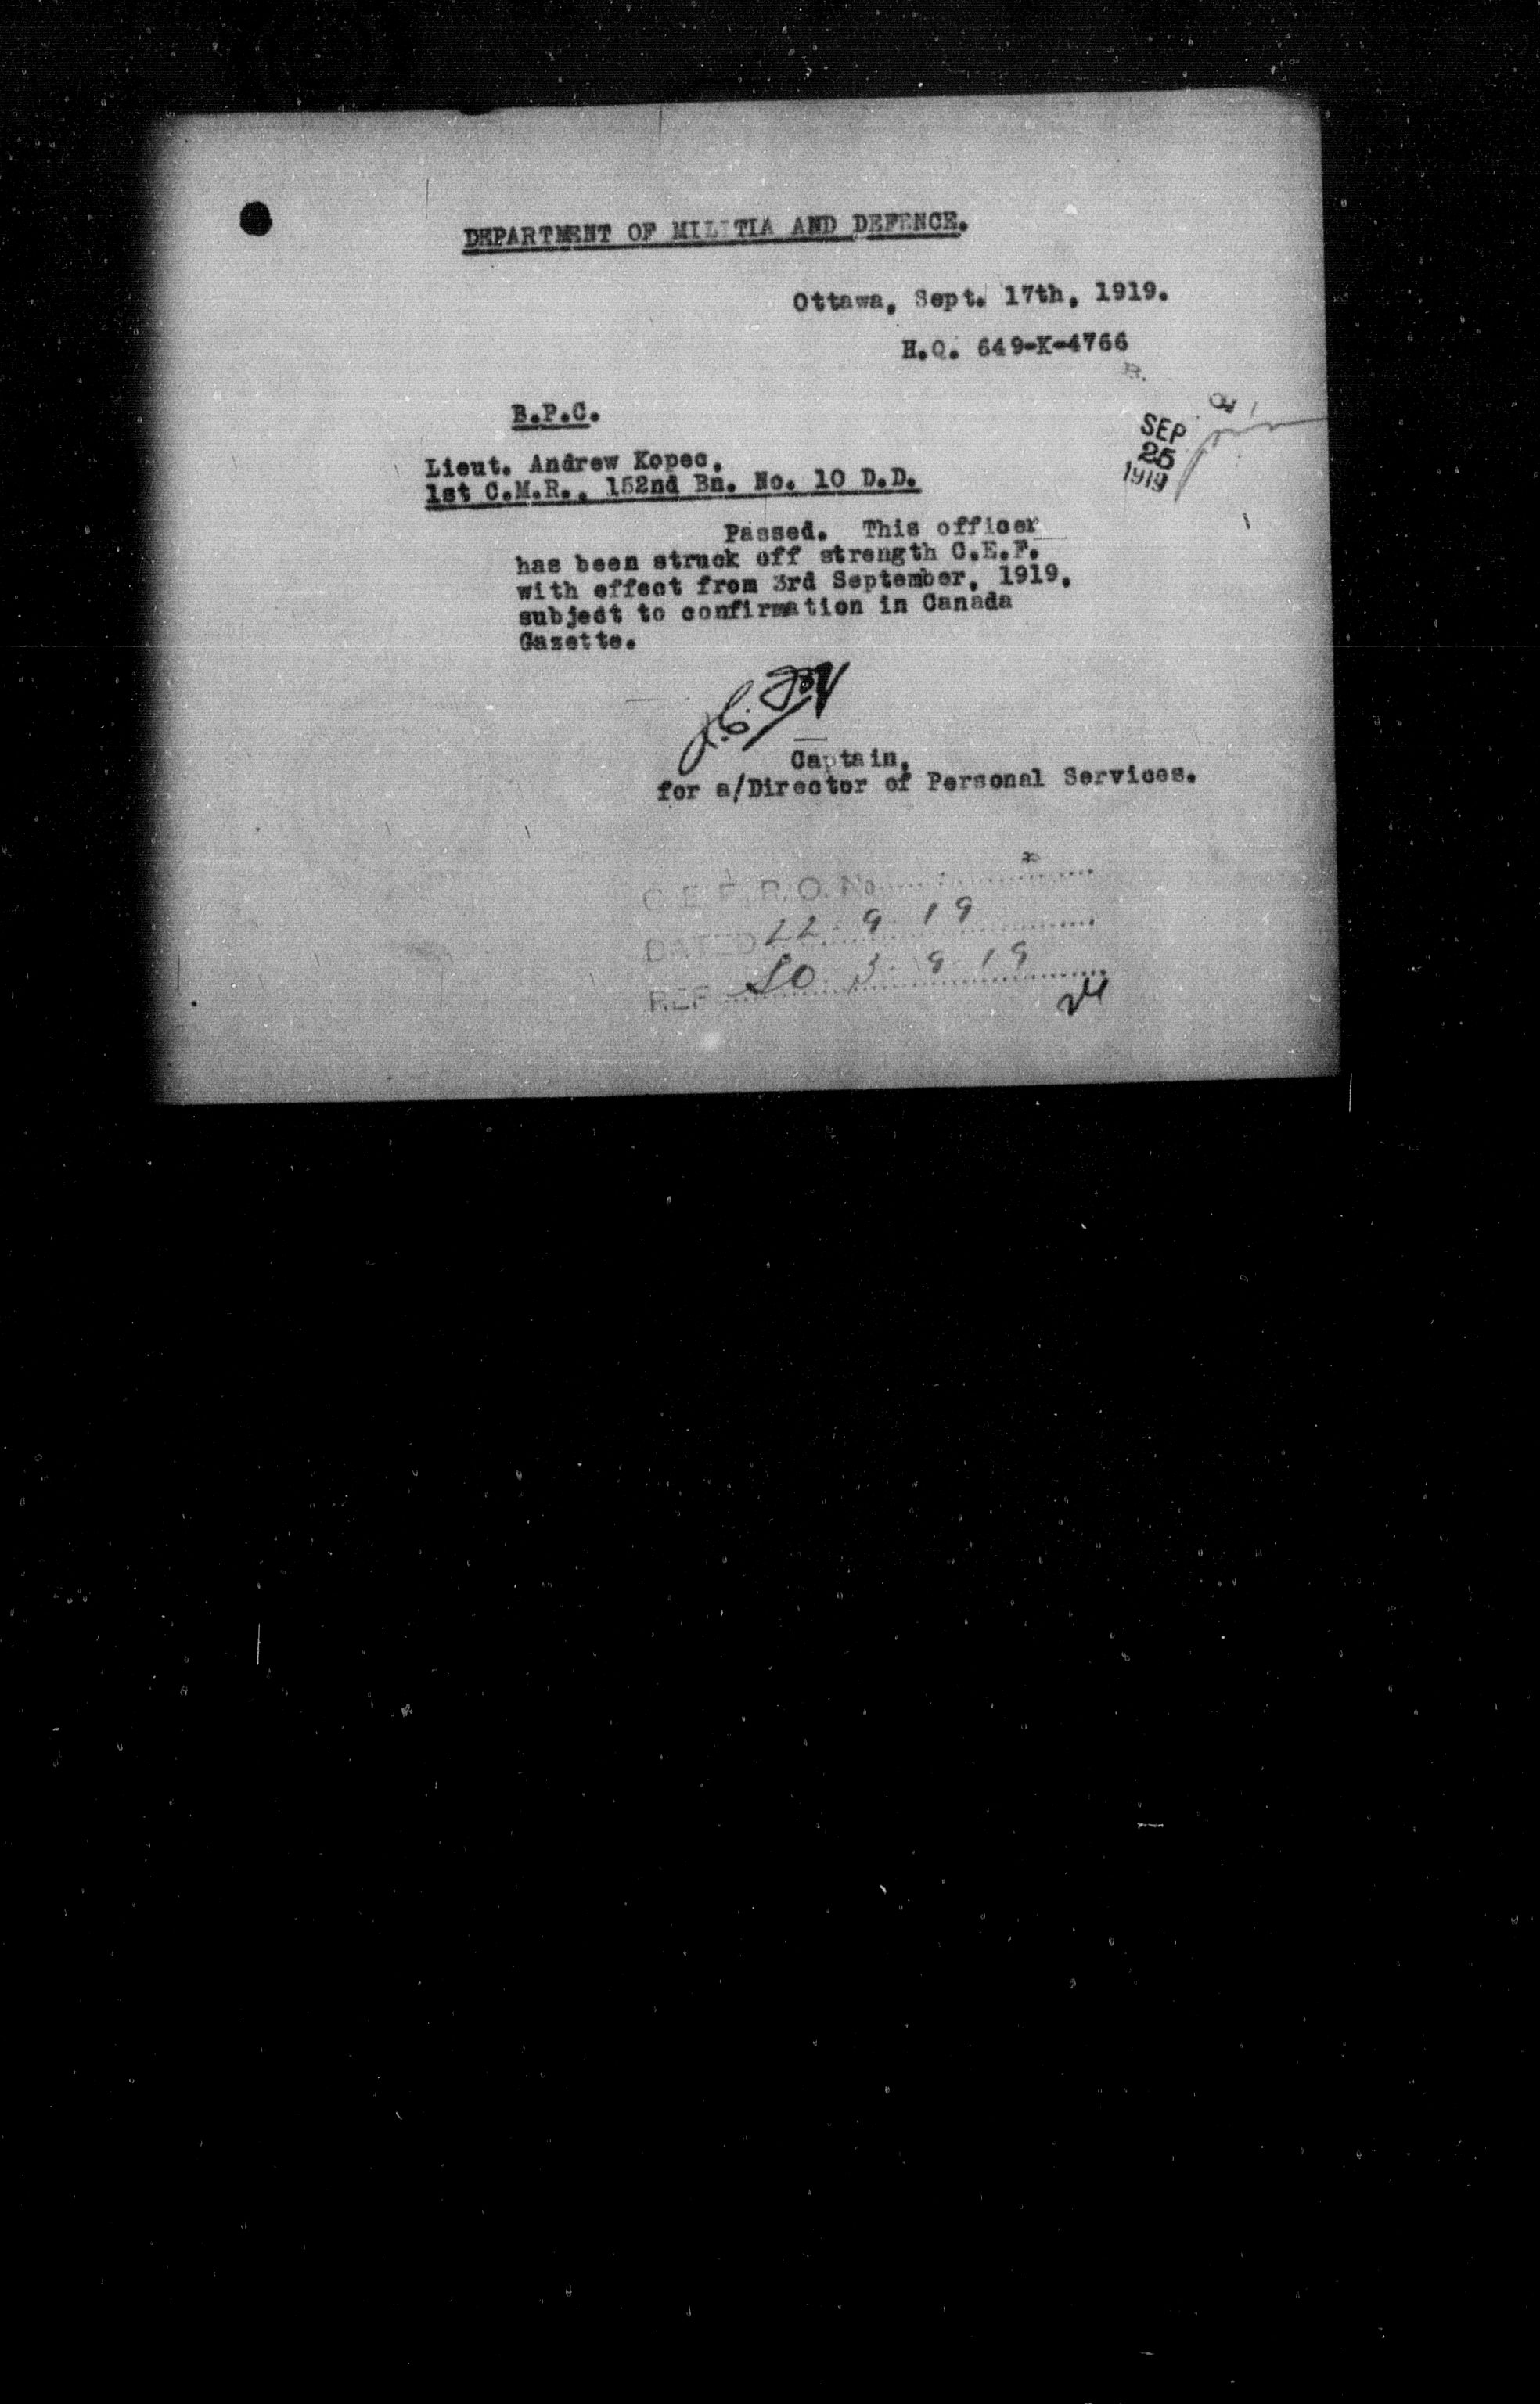 DEPARTMENT OF MILITIA AND DEFENCE.
Ottawa, Sept. 17th, 1919.
H.Q. 649-K-4766
B.P.C.
SEP
25
1919
Lieut. Andrew Kopec,
1st C.M.R., 152nd Bn. No. 10 D.D.
Passed. This officer
has been struck off strength C.E.F.
with effect from 3rd September, 1919,
subject to confirmation in Canada
Gazette.
Captain,
for a/Director of Personal Services.
C.E.F. R.O. No
DATED 22 . 9 . 19
REF SO 3 . 9 . 19